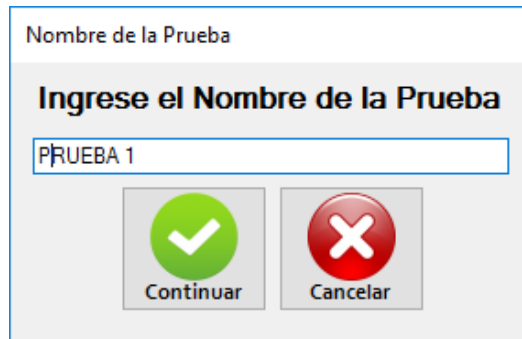 Nombre de la Prueba
Ingrese el Nombre de la Prueba
PRUEBA 1
Continuar
Cancelar